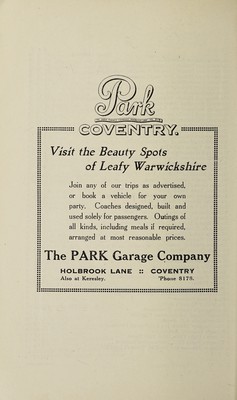 Park
COVENTRY.
Visit the Beauty Spots
of Leafy Warwickshire
Join any of our trips as advertised,
or book a vehicle for your own
party. Coaches designed, built and
used solely for passengers. Outings of
all kinds, including meals if required,
arranged at most reasonable prices.
The PARK Garage Company
HOLBROOK LANE :: COVENTRY
Also at Keresley. 'Phone 8178.